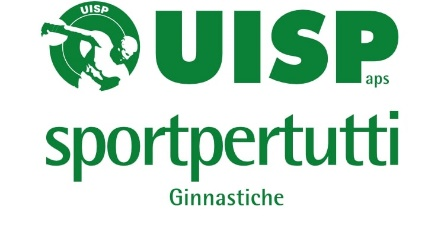 UISP
UISP
aps
sportpertutti
Ginnastiche